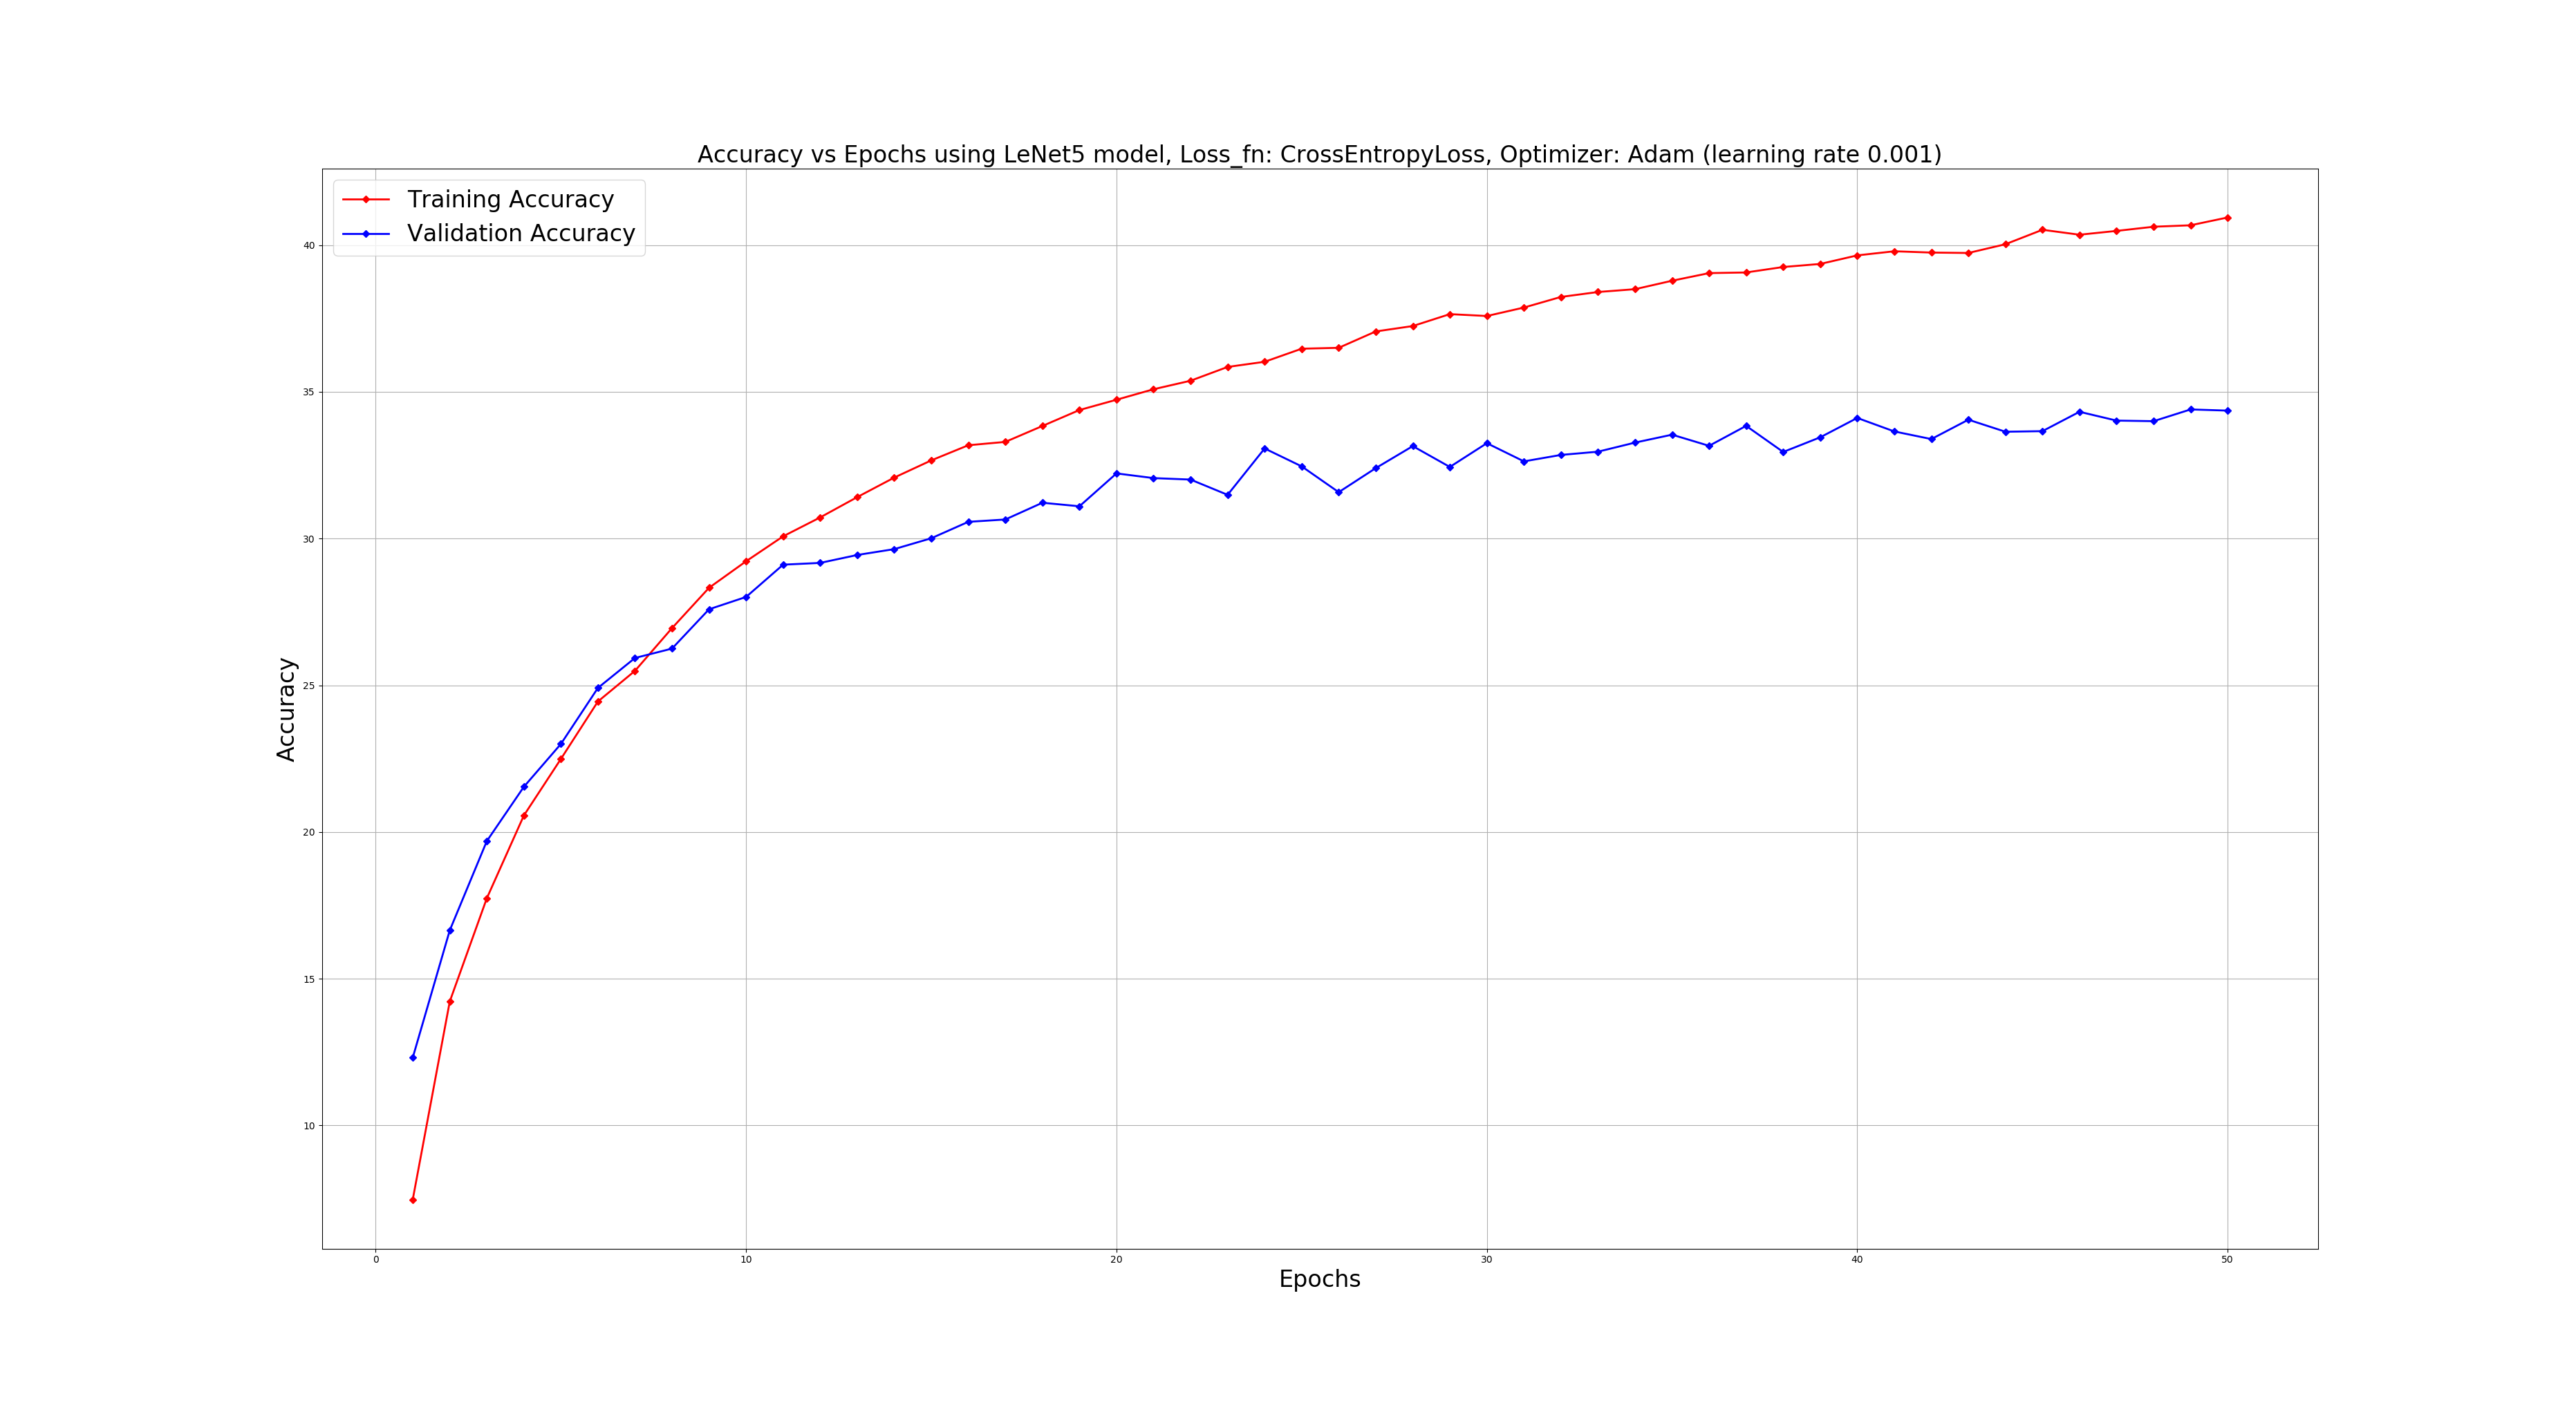 Accuracy vs Epochs using LeNet5 model, Loss_fn: CrossEntropyLoss, Optimizer: Adam (learning rate 0.001)
Training Accuracy
Validation Accuracy
40
35
30
25
20
15
10
Accuracy
0 10 20 30 40 50
Epochs